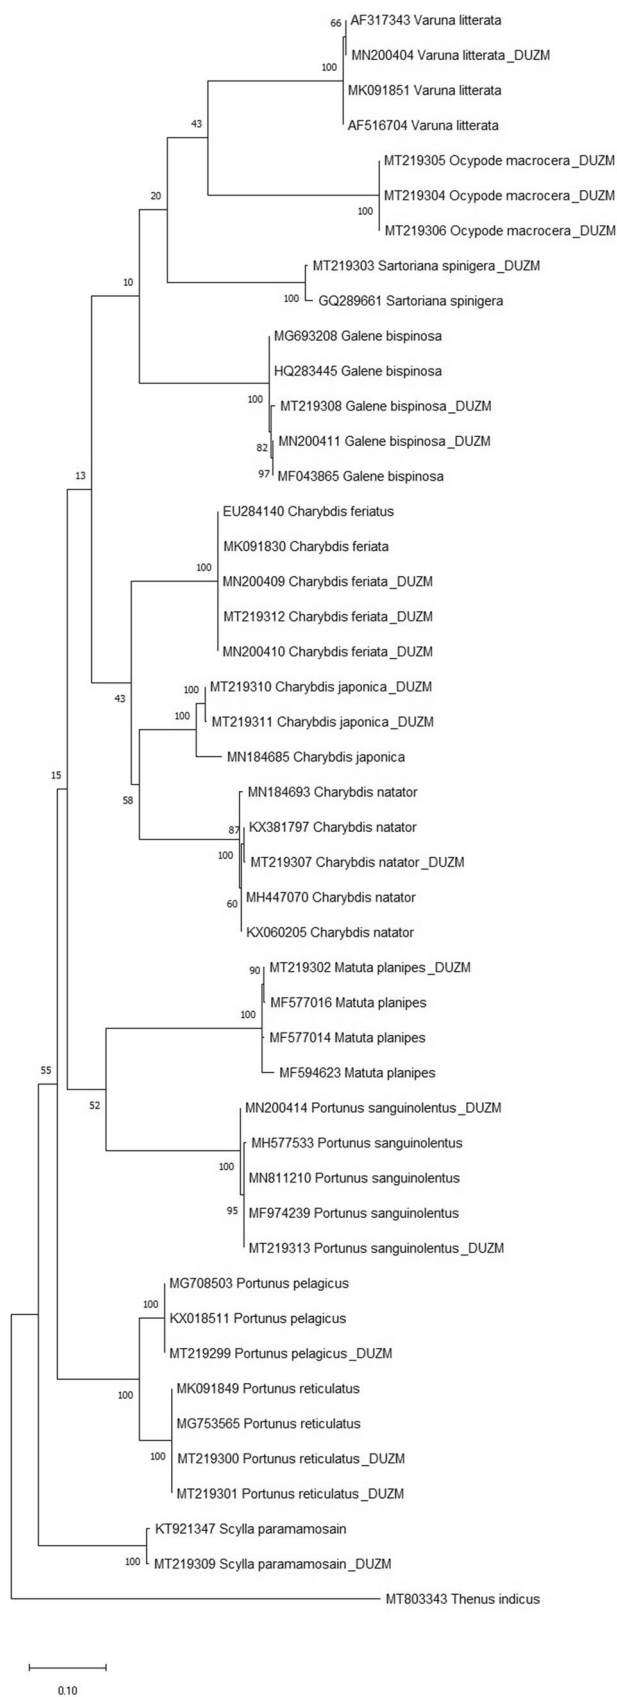 66
AF317343 Varuna litterata
MN200404 Varuna litterata_DUZM
100
MK091851 Varuna litterata
AF516704 Varuna litterata
43
MT219305 Ocypode macrocera_DUZM
MT219304 Ocypode macrocera_DUZM
100
MT219306 Ocypode macrocera_DUZM
20
MT219303 Sartoriana spinigera_DUZM
100
GQ289661 Sartoriana spinigera
10
MG693208 Galene bispinosa
HQ283445 Galene bispinosa
100
MT219308 Galene bispinosa_DUZM
MN200411 Galene bispinosa_DUZM
82
97
MF043865 Galene bispinosa
13
EU284140 Charybdis feriatus
MK091830 Charybdis feriata
100
MN200409 Charybdis feriata_DUZM
MT219312 Charybdis feriata_DUZM
MN200410 Charybdis feriata_DUZM
43
100
MT219310 Charybdis japonica_DUZM
100
MT219311 Charybdis japonica_DUZM
MN184685 Charybdis japonica
15
58
MN184693 Charybdis natator
87
KX381797 Charybdis natator
100
MT219307 Charybdis natator_DUZM
MH447070 Charybdis natator
60
KX060205 Charybdis natator
90
MT219302 Matuta planipes_DUZM
MF577016 Matuta planipes
100
MF577014 Matuta planipes
MF594623 Matuta planipes
55
52
MN200414 Portunus sanguinolentus_DUZM
MH577533 Portunus sanguinolentus
100
MN811210 Portunus sanguinolentus
95
MF974239 Portunus sanguinolentus
MT219313 Portunus sanguinolentus_DUZM
MG708503 Portunus pelagicus
100
KX018511 Portunus pelagicus
MT219299 Portunus pelagicus_DUZM
100
MK091849 Portunus reticulatus
MG753565 Portunus reticulatus
100
MT219300 Portunus reticulatus_DUZM
MT219301 Portunus reticulatus_DUZM
KT921347 Scylla paramamosain
100
MT219309 Scylla paramamosain_DUZM
MT803343 Thenus indicus
0.10